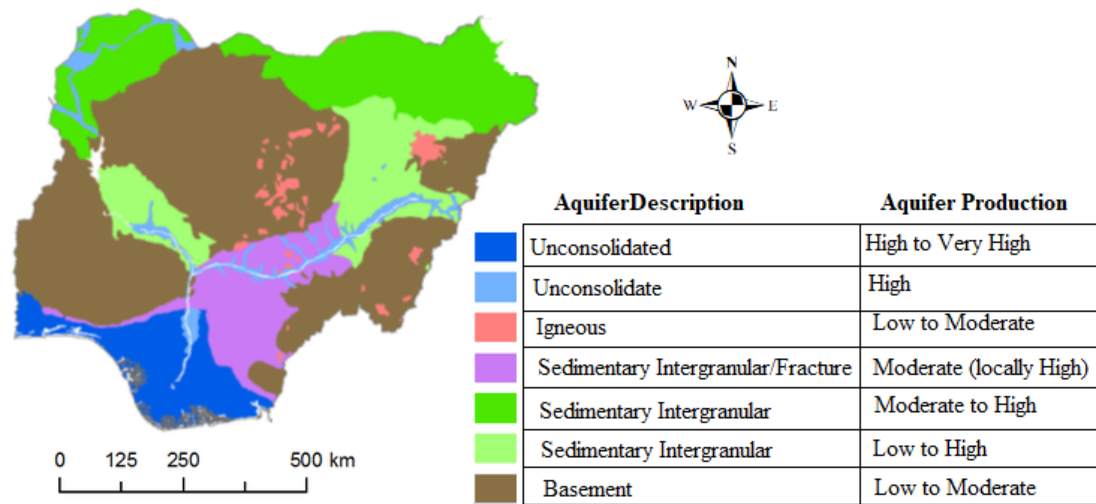 N
W E
S
AquiferDescription Aquifer Production
Unconsolidated High to Very High
Unconsolidate High
Igneous Low to Moderate
Sedimentary Intergranular/Fracture Moderate (locally High)
Sedimentary Intergranular Moderate to High
Sedimentary Intergranular Low to High
Basement Low to Moderate
0 125 250 500 km